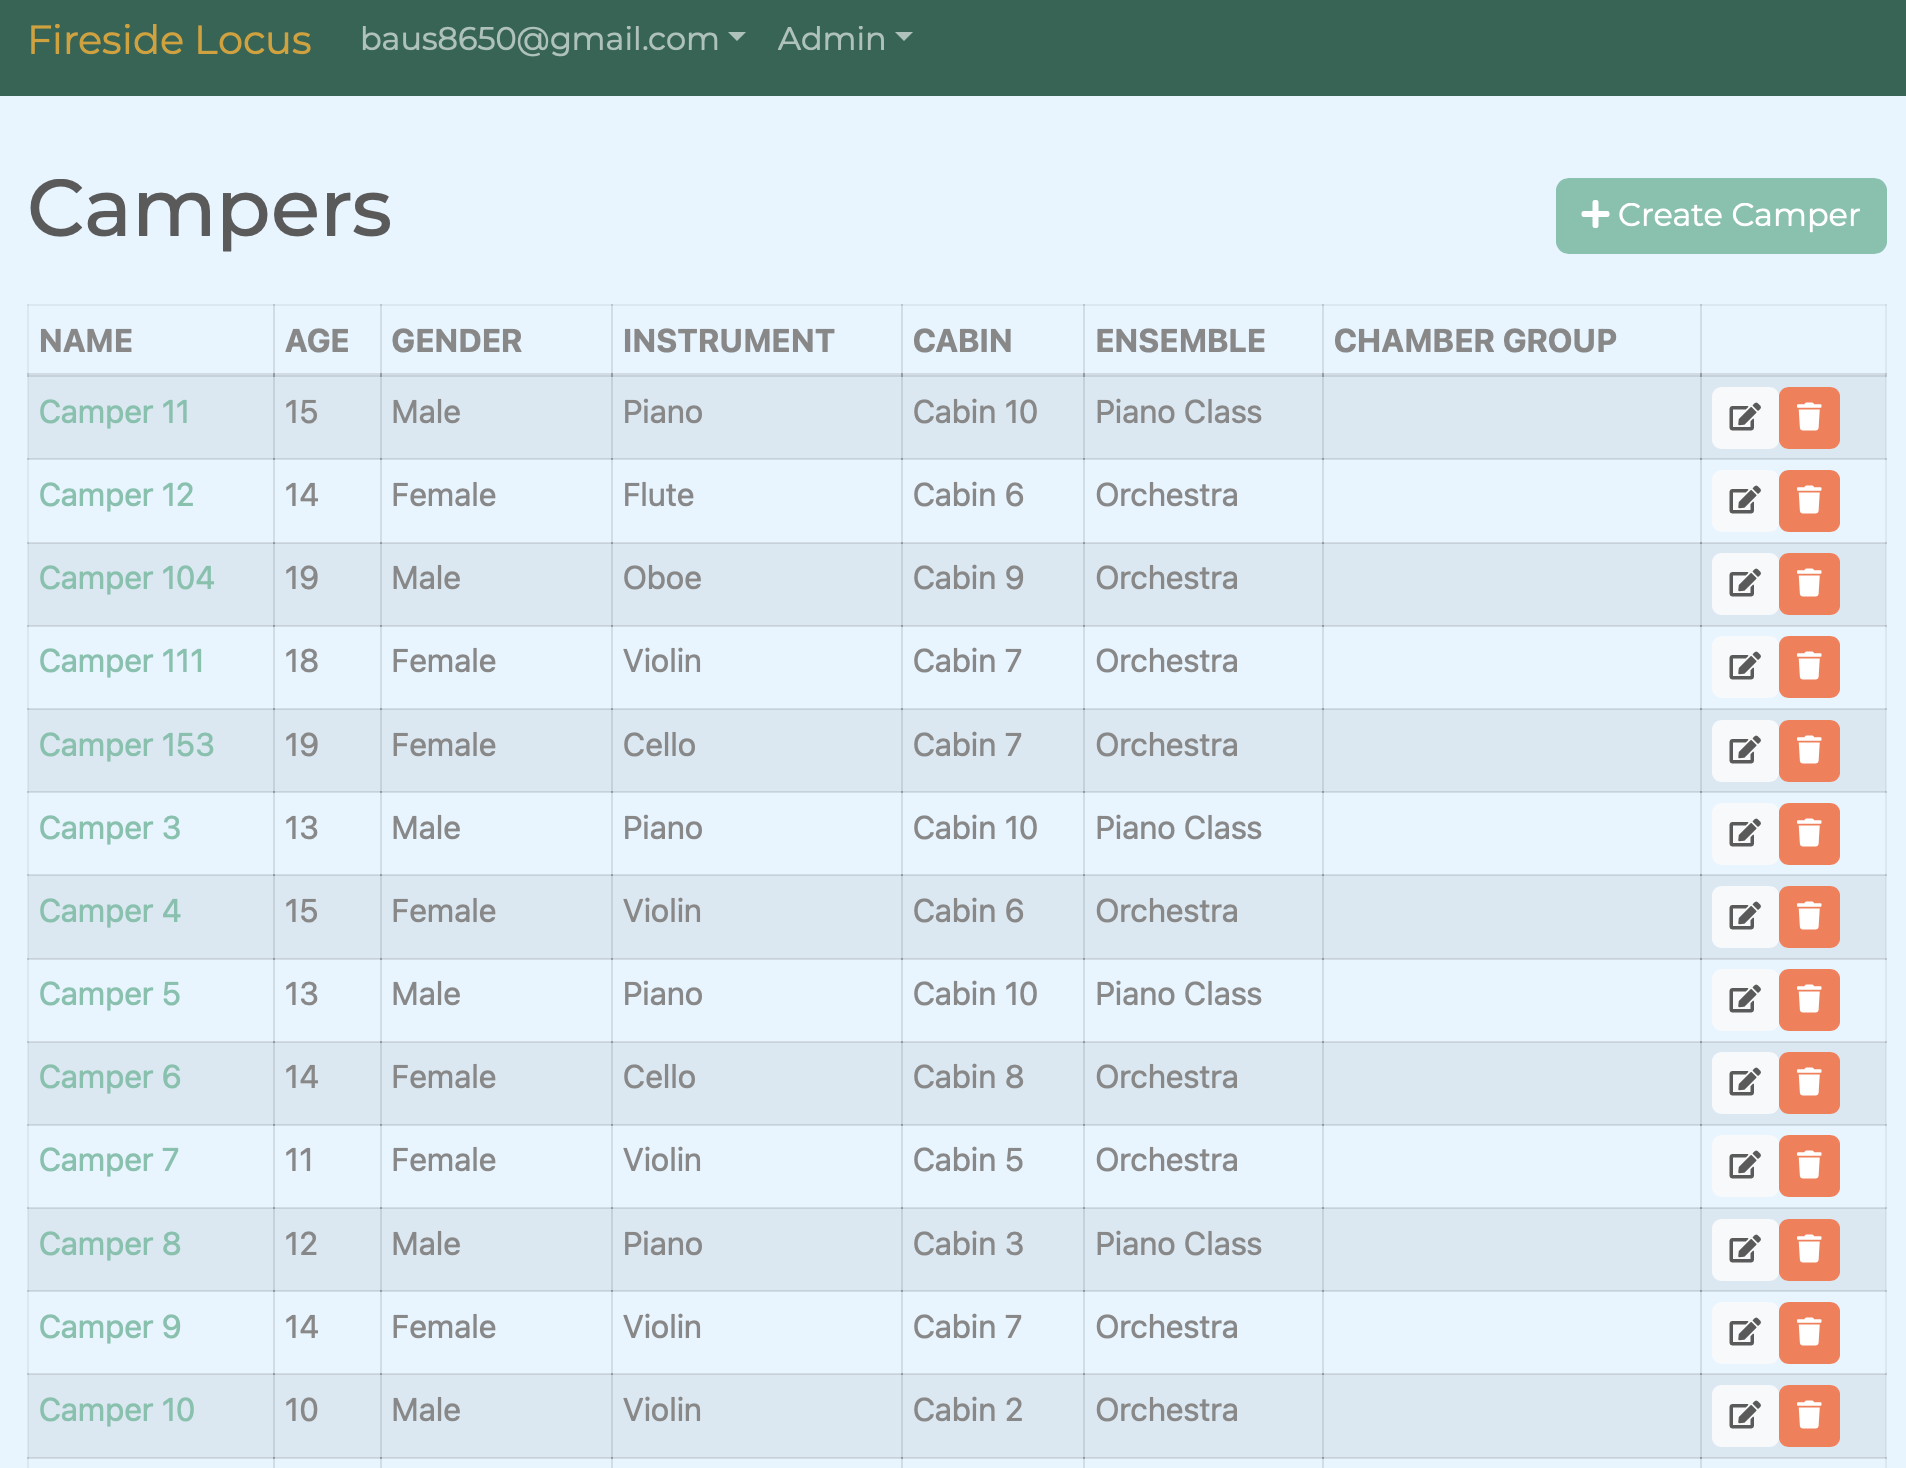 Fireside Locus baus8650@gmail.com Admin
Campers
Create Camper
NAME AGE GENDER INSTRUMENT CABIN ENSEMBLE CHAMBER GROUP
Camper 11 15 Male Piano Cabin 10 Piano Class
Camper 12 14 Female Flute Cabin 6 Orchestra
Camper 104 19 Male Oboe Cabin 9 Orchestra
Camper 111 18 Female Violin Cabin 7 Orchestra
Camper 153 19 Female Cello Cabin 7 Orchestra
Camper 3 13 Male Piano Cabin 10 Piano Class
Camper 4 15 Female Violin Cabin 6 Orchestra
Camper 5 13 Male Piano Cabin 10 Piano Class
Camper 6 14 Female Cello Cabin 8 Orchestra
Camper 7 11 Female Violin Cabin 5 Orchestra
Camper 8 12 Male Piano Cabin 3 Piano Class
Camper 9 14 Female Violin Cabin 7 Orchestra
Camper 10 10 Male Violin Cabin 2 Orchestra